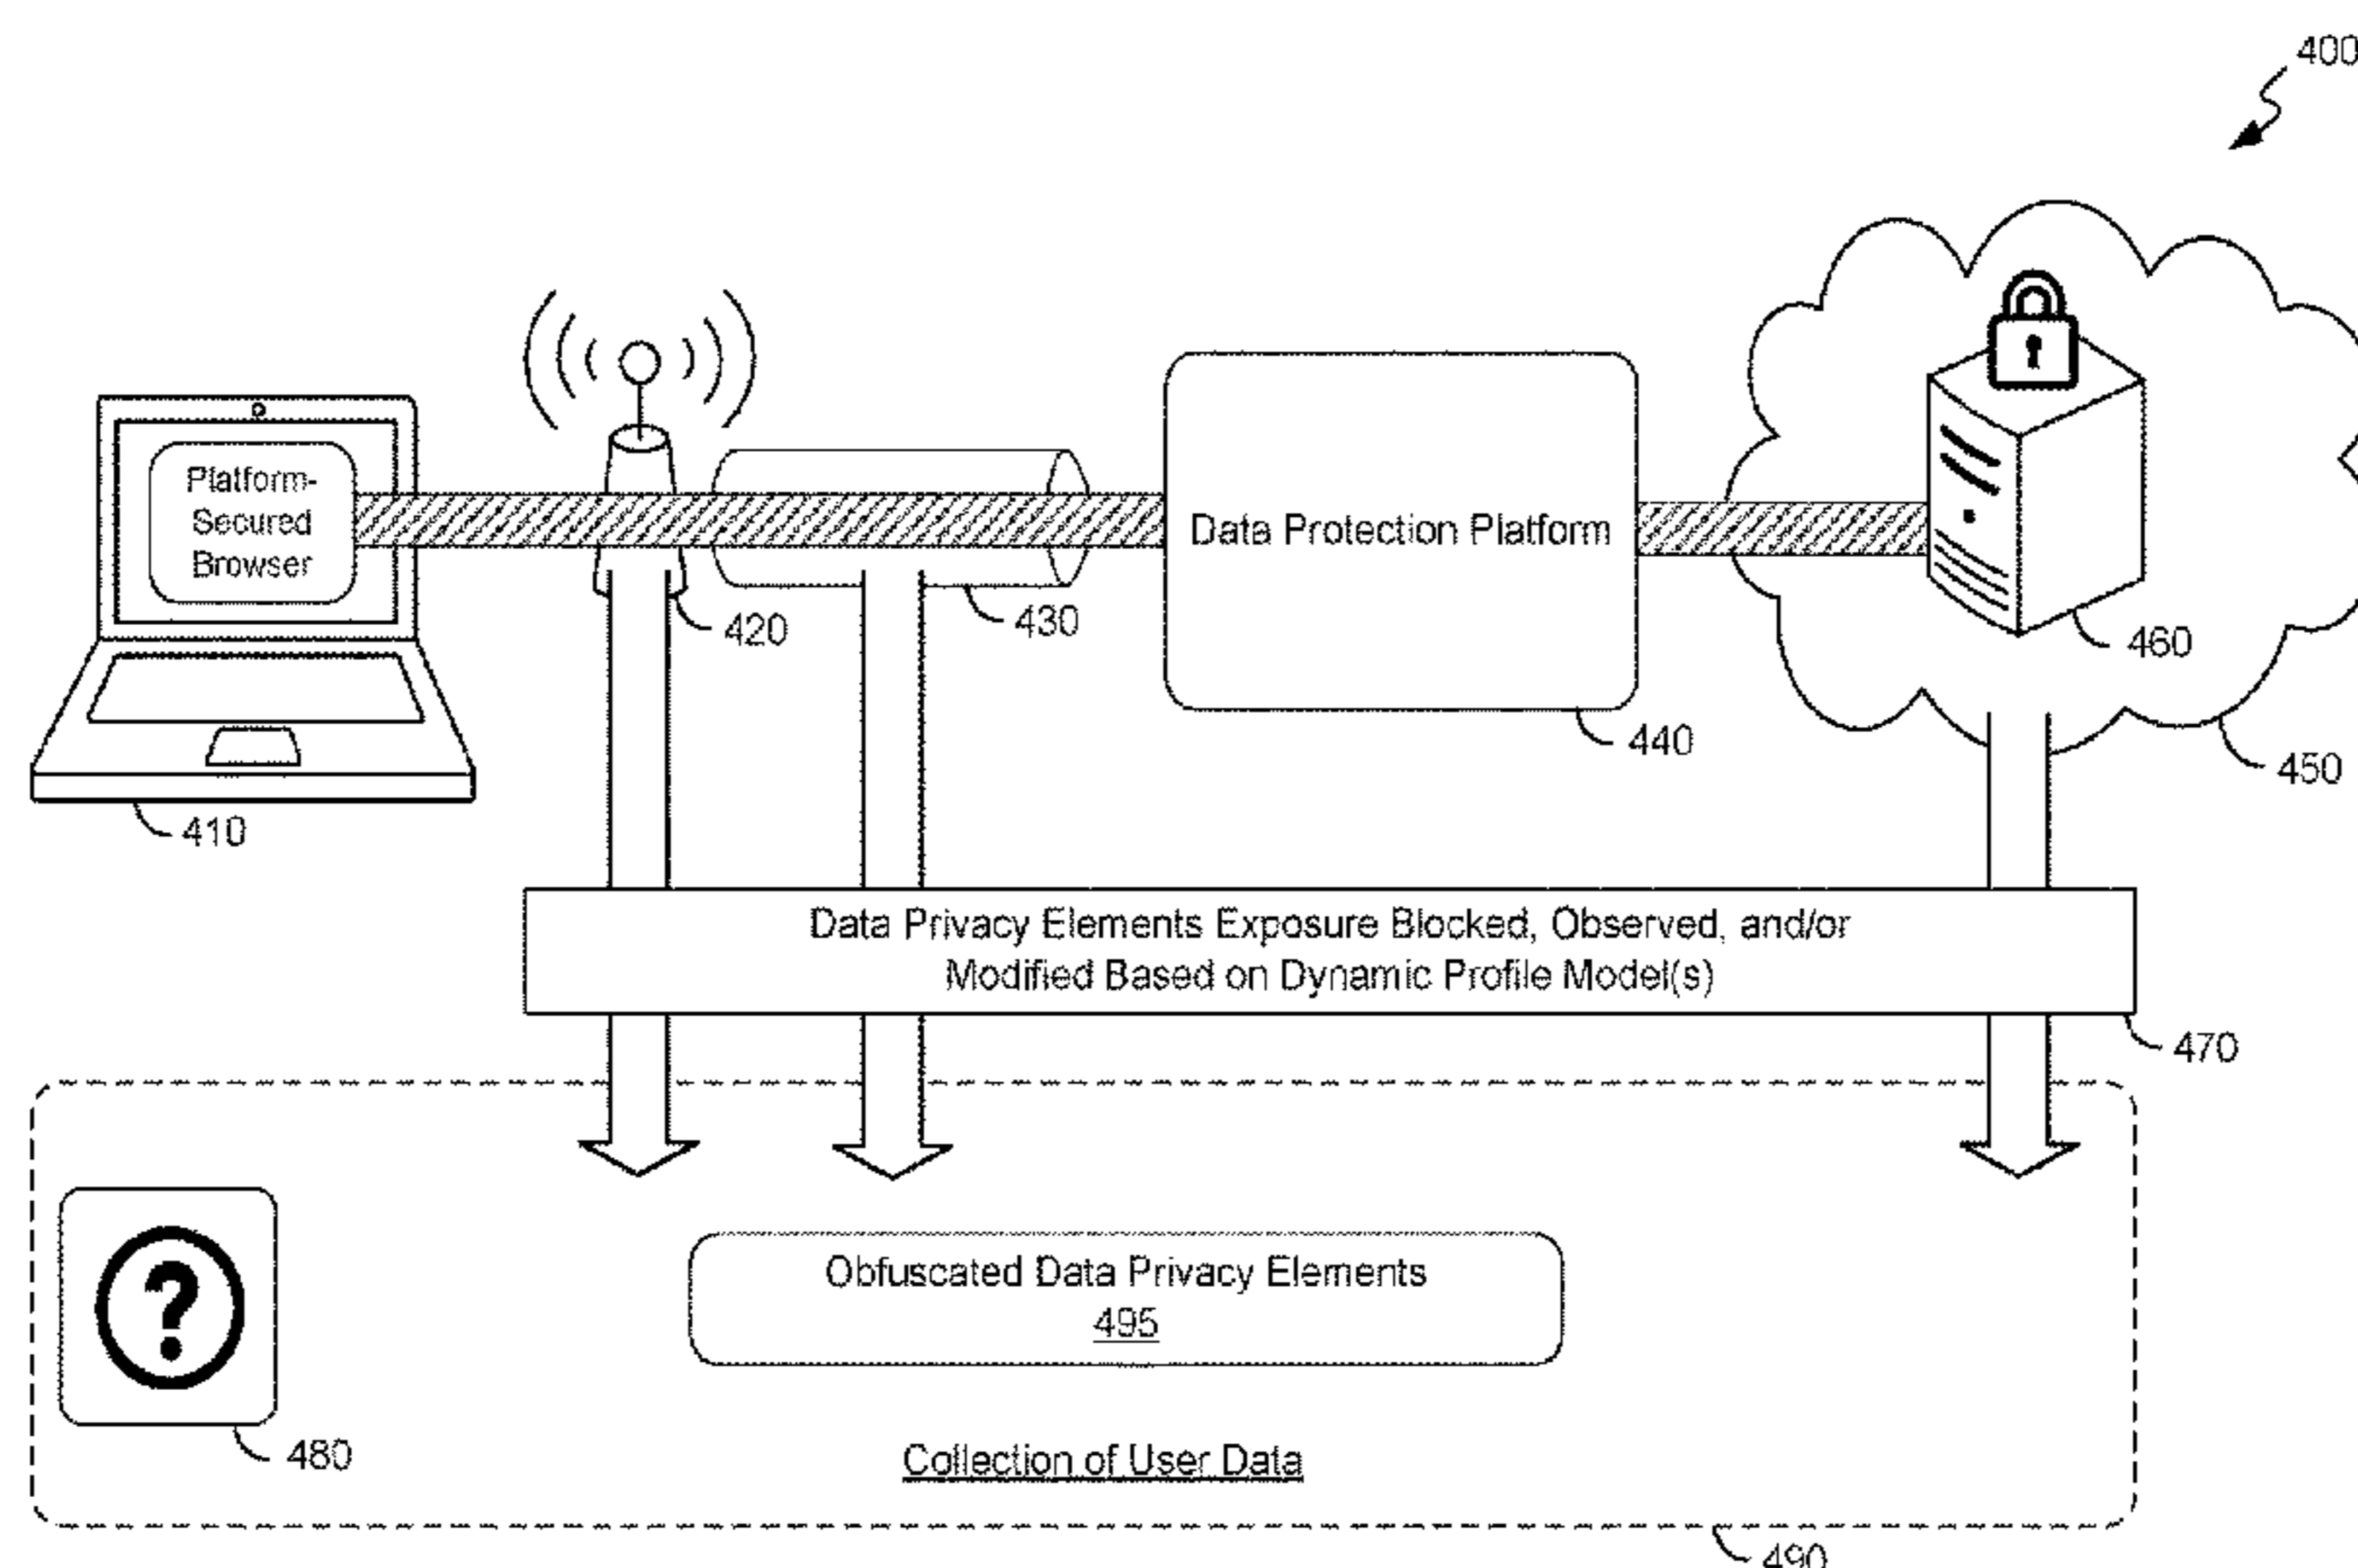 400
Platform-
Secured
Browser
Data Protection Platform
420
430
460
440
450
410
Data Privacy Elements Exposure Blocked, Observed, and/or
Modified Based on Dynamic Profile Model(s)
470
?
Obfuscated Data Privacy Elements
495
480
Collection of User Data
490